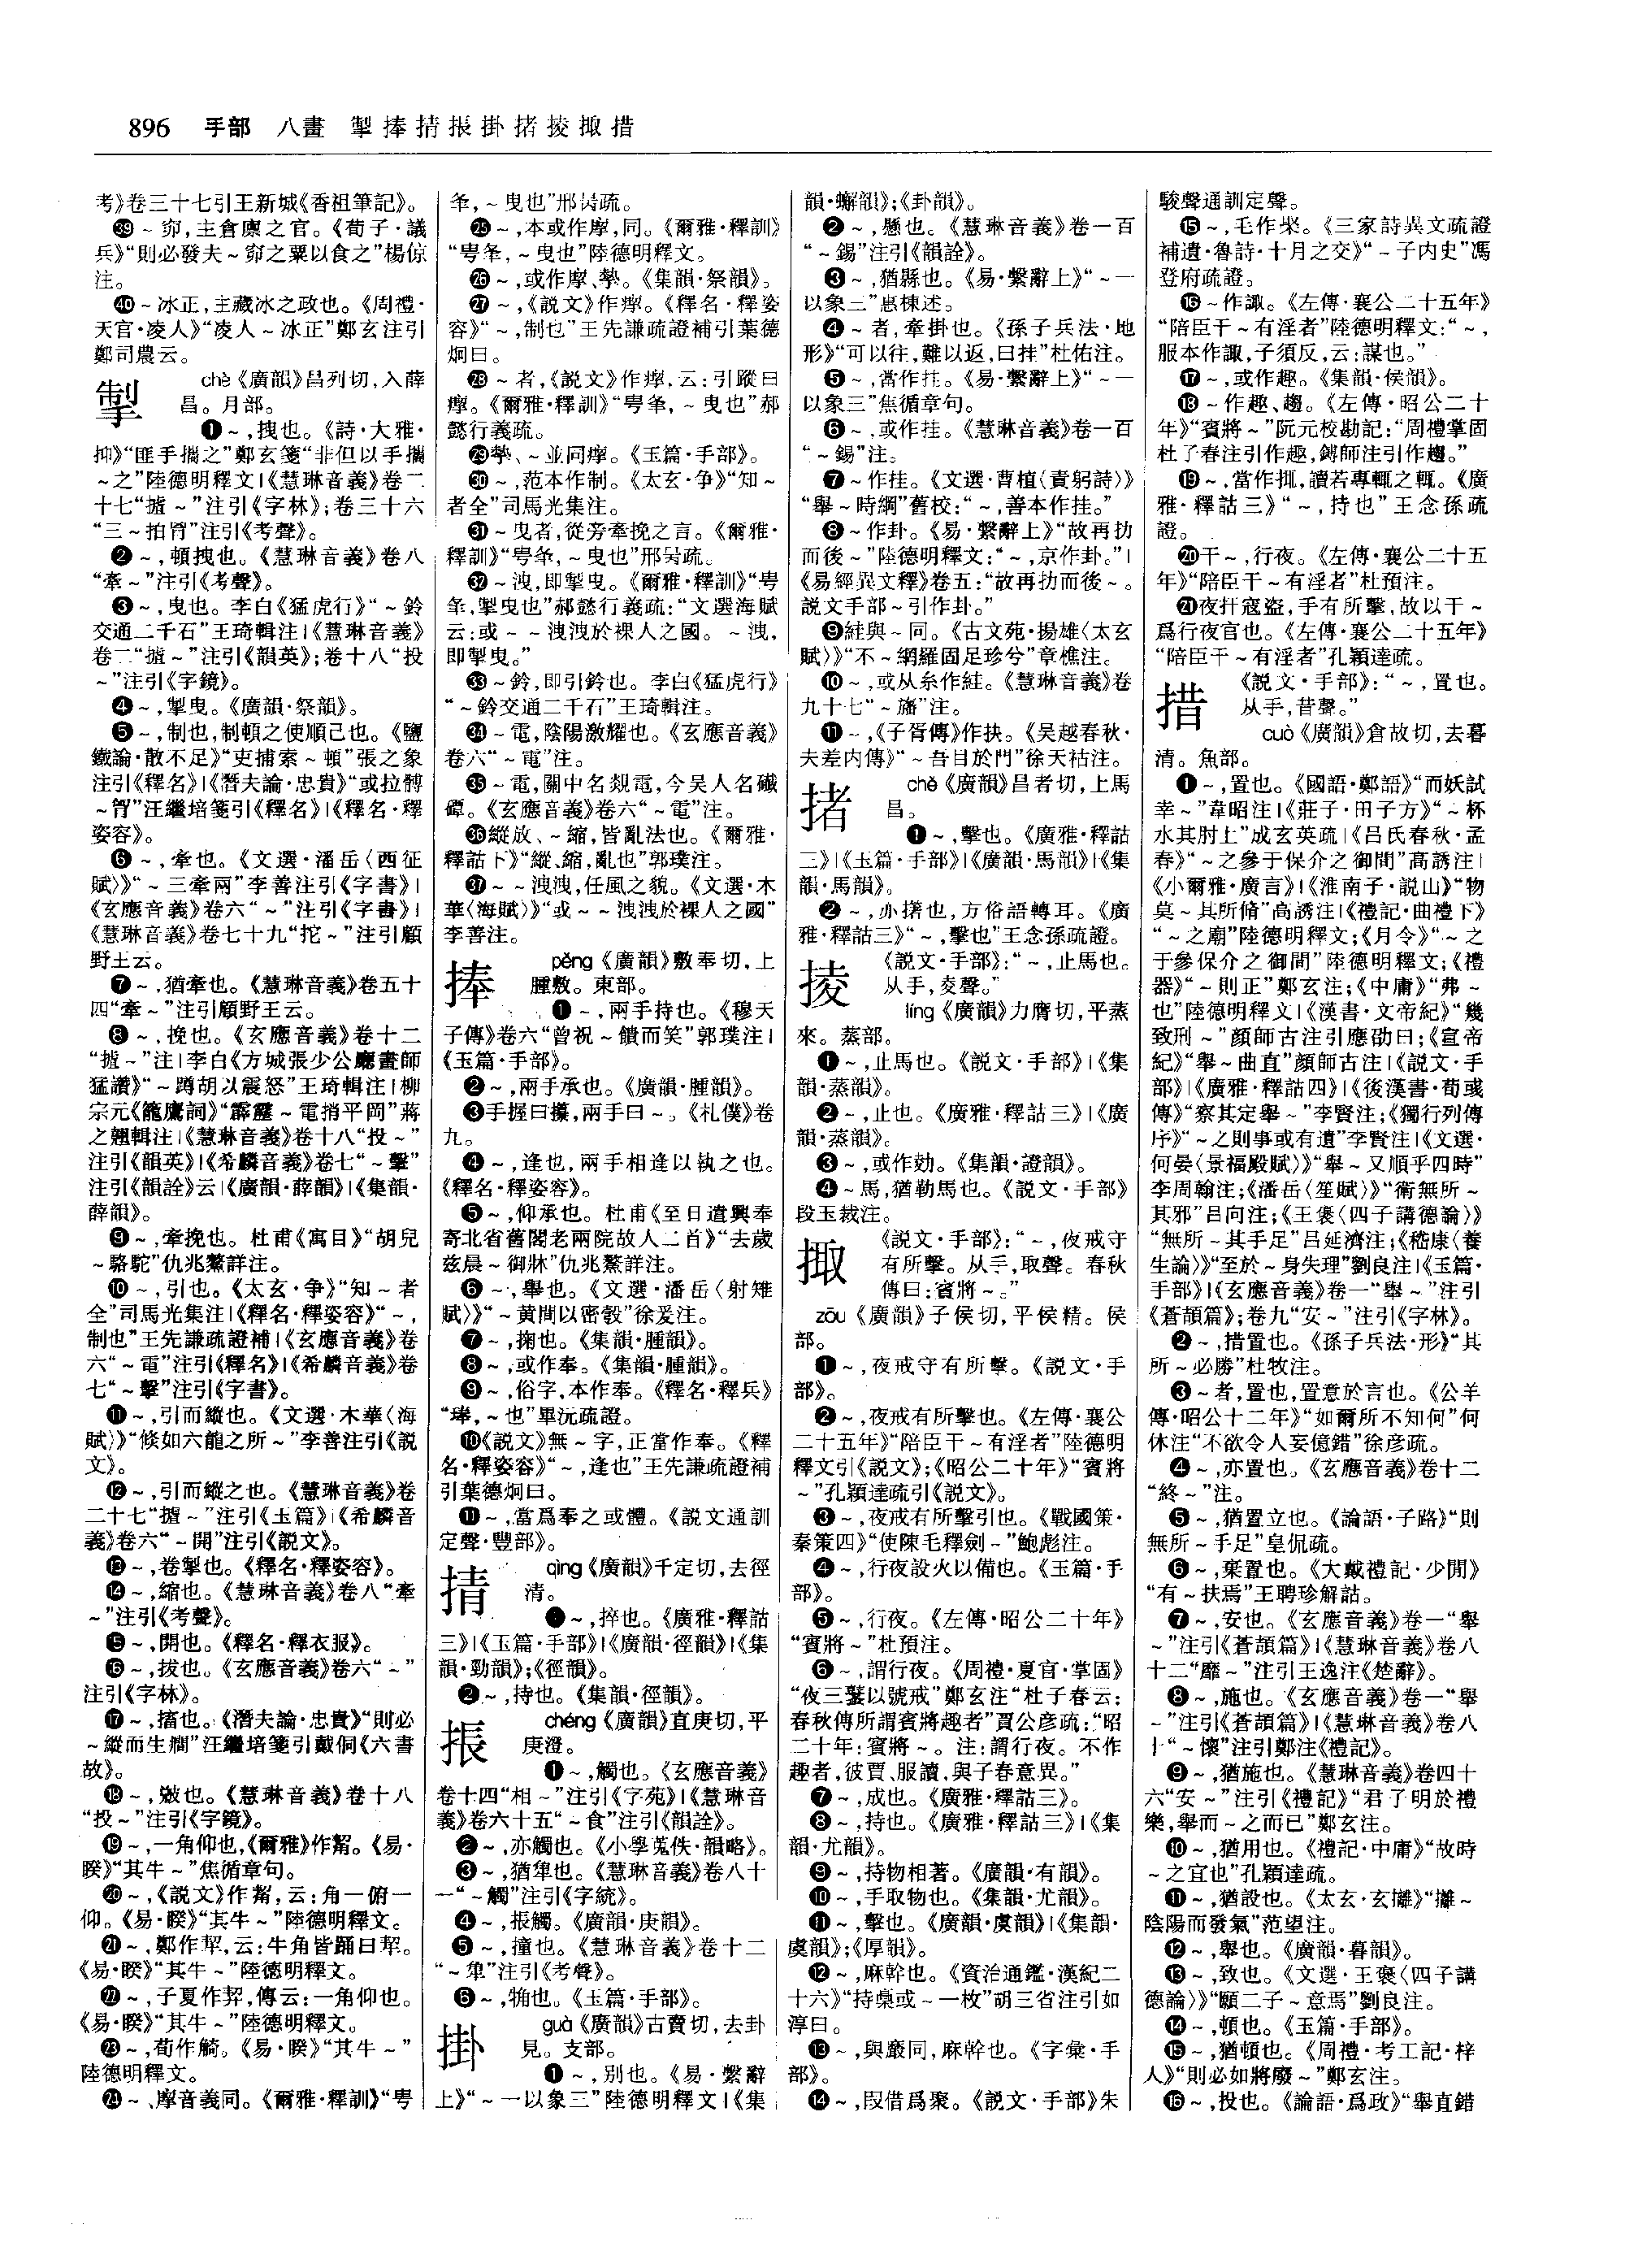 896 手部 八畫 掣捧掅掁掛撦掕掫措
考》卷三十七引王新城《香祖筆記》。
㊴～窌,主倉廩之官。《荀子·議
兵》“則必發夫～窌之粟以食之”楊倞
注。
㊵～冰正,主藏冰之政也。《周禮·
天官·凌人》“凌人～冰正”鄭玄注引
鄭司農云。
掣 chè《廣韻》昌列切,入薛
昌。月部。
❶～,拽也。《詩·大雅·
抑》“匪手攜之”鄭玄箋“非但以手攜
～之”陸德明釋文|《慧琳音義》卷二
十七“摣～”注引《字林》;卷三十六
“三～拍胷”注引《考聲》。
❷～,頓拽也。《慧琳音義》卷八
“牽～”注引《考聲》。
❸～,曳也。李白《猛虎行》“～鈴
交通二千石”王琦輯注|《慧琳音義》
卷二“摣～”注引《韻英》;卷十八“投
～”注引《字鏡》。
❹～,掣曳。《廣韻·祭韻》。
❺～,制也,制頓之使順己也。《鹽
鐵論·散不足》“吏捕索～頓”張之象
注引《釋名》|《潛夫論·忠貴》“或拉髆
～胷”汪繼培箋引《釋名》|《釋名·釋
姿容》。
❻～,牽也。《文選·潘岳〈西征
賦〉》“～三牽兩”李善注引《字書》|
《玄應音義》卷六“～”注引《字書》|
《慧琳音義》卷七十九“拕～”注引顧
野王云。
❼～,猶牽也。《慧琳音義》卷五十
四“牽～”注引顧野王云。
❽～,挽也。《玄應音義》卷十二
“摣～”注|李白《方城張少公廳畫師
猛讚》“～蹲胡以震怒”王琦輯注|柳
宗元《籠鷹詞》“霹靂～電捎平岡”蔣
之翹輯注|《慧琳音義》卷十八“投～”
注引《韻英》|《希麟音義》卷七“～擊”
注引《韻詮》云|《廣韻·薛韻》|《集韻·
薛韻》。
❾～,牽挽也。杜甫《寓目》“胡兒
～駱駝”仇兆鰲詳注。
❿～,引也。《太玄·争》“知～者
全”司馬光集注|《釋名·釋姿容》“～,
制也”王先謙疏證補|《玄應音義》卷
六“～電”注引《釋名》|《希麟音義》卷
七“～擊”注引《字書》。
⓫～,引而縱也。《文選·木華〈海
賦〉》“倏如六龍之所～”李善注引《説
文》。
⓬～,引而縱之也。《慧琳音義》卷
二十七“摣～”注引《玉篇》|《希麟音
義》卷六“～開”注引《説文》。
⓭～,卷掣也。《釋名·釋姿容》。
⓮～,縮也。《慧琳音義》卷八“牽
～”注引《考聲》。
⓯～,開也。《釋名·釋衣服》。
⓰～,拔也。《玄應音義》卷六“～”
注引《字林》。
⓱～,搐也。《潛夫論·忠貴》“則必
～縱而生癇”汪繼培箋引戴侗《六書
故》。
⓲～,皴也。《慧琳音義》卷十八
“投～”注引《字鏡》。
⓳～,一角仰也,《爾雅》作觢。《易·
睽》“其牛～”焦循章句。
⓴～,《説文》作觢,云:角一俯一
仰。《易·睽》“其牛～”陸德明釋文。
㉑～,鄭作挈,云:牛角皆踊曰挈。
《易·睽》“其牛～”陸德明釋文。
㉒～,子夏作挈,傳云:一角仰也。
《易·睽》“其牛～”陸德明釋文。
㉓～,荀作觭。《易·睽》“其牛～”
陸德明釋文。
㉔～、摩音義同。《爾雅·釋訓》“甹
夆,～曳也”邢昺疏。
㉕～,本或作摩,同。《爾雅·釋訓》
“甹夆,～曳也”陸德明釋文。
㉖～,或作摩、摰。《集韻·祭韻》。
㉗～,《説文》作瘛。《釋名·釋姿
容》“～,制也”王先謙疏證補引葉德
炯曰。
㉘～者,《説文》作瘛,云:引蹤曰
瘛。《爾雅·釋訓》“甹夆,～曳也”郝
懿行義疏。
㉙摰、～並同瘛。《玉篇·手部》。
㉚～,范本作制。《太玄·争》“知～
者全”司馬光集注。
㉛～曳者,從旁牽挽之言。《爾雅·
釋訓》“甹夆,～曳也”邢昺疏。
㉜～洩,即掣曳。《爾雅·釋訓》“甹
夆,掣曳也”郝懿行義疏:“文選海賦
云:或～～洩洩於裸人之國。～洩,
即掣曳。”
㉝～鈴,即引鈴也。李白《猛虎行》
“～鈴交通二千石”王琦輯注。
㉞～電,陰陽激耀也。《玄應音義》
卷六“～電”注。
㉟～電,關中名覢電,今吴人名䃸
磹。《玄應音義》卷六“～電”注。
㊱縱放、～縮,皆亂法也。《爾雅·
釋詁下》“縱、縮,亂也”郭璞注。
㊲～～洩洩,任風之貌。《文選·木
華〈海賦〉》“或～～洩洩於裸人之國”
李善注。
捧 pěng《廣韻》敷奉切,上
腫敷。東部。
❶～,兩手持也。《穆天
子傳》卷六“曾祝～饋而笑”郭璞注|
《玉篇·手部》。
❷～,兩手承也。《廣韻·腫韻》。
❸手握曰㨯,兩手曰～。《札僕》卷
九。
❹～,逢也,兩手相逢以執之也。
《釋名·釋姿容》。
❺～,仰承也。杜甫《至日遣興奉
寄北省舊閣老兩院故人二首》“去歲
兹晨～御牀”仇兆鰲詳注。
❻～,舉也。《文選·潘岳〈射雉
賦〉》“～黄間以密彀”徐爰注。
❼～,掬也。《集韻·腫韻》。
❽～,或作奉。《集韻·腫韻》。
❾～,俗字,本作奉。《釋名·釋兵》
“琫,～也”畢沅疏證。
❿《説文》無～字,正當作奉。《釋
名·釋姿容》“～,逢也”王先謙疏證補
引葉德炯曰。
⓫～,當爲奉之或體。《説文通訓
定聲·豐部》。
掅 qìng《廣韻》千定切,去徑
清。
❶～,捽也。《廣雅·釋詁
三》|《玉篇·手部》|《廣韻·徑韻》|《集
韻·勁韻》;《徑韻》。
❷～,持也。《集韻·徑韻》。
掁 chéng《廣韻》直庚切,平
庚澄。
❶～,觸也。《玄應音義》
卷十四“相～”注引《字苑》|《慧琳音
義》卷六十五“～食”注引《韻詮》。
❷～,亦觸也。《小學蒐佚·韻略》。
❸～,猶隼也。《慧琳音義》卷八十
一“～觸”注引《字統》。
❹～,掁觸。《廣韻·庚韻》。
❺～,撞也。《慧琳音義》卷十二
“～隼”注引《考聲》。
❻～,觕也。《玉篇·手部》。
掛 guà《廣韻》古賣切,去卦
見。支部。
❶～,别也。《易·繫辭
上》“～一以象三”陸德明釋文|《集
韻·蠏韻》;《卦韻》。
❷～,懸也。《慧琳音義》卷一百
“～錫”注引《韻詮》。
❸～,猶縣也。《易·繫辭上》“～一
以象三”惠棟述。
❹～者,牽掛也。《孫子兵法·地
形》“可以往,難以返,曰挂”杜佑注。
❺～,當作挂。《易·繫辭上》“～一
以象三”焦循章句。
❻～,或作挂。《慧琳音義》卷一百
“～錫”注。
❼～作挂。《文選·曹植〈責躬詩〉》
“舉～時網”舊校:“～,善本作挂。”
❽～作卦。《易·繫辭上》“故再扐
而後～”陸德明釋文:“～,京作卦。”|
《易經異文釋》卷五:“故再扐而後～。
説文手部～引作卦。”
❾絓與～同。《古文苑·揚雄〈太玄
賦〉》“不～網羅固足珍兮”章樵注。
❿～,或从糸作絓。《慧琳音義》卷
九十七“～旛”注。
⓫～,《子胥傳》作抉。《吴越春秋·
夫差内傳》“～吾目於門”徐天祜注。
撦 chě《廣韻》昌者切,上馬
昌。
❶～,擊也。《廣雅·釋詁
三》|《玉篇·手部》|《廣韻·馬韻》|《集
韻·馬韻》。
❷～,亦撦也,方俗語轉耳。《廣
雅·釋詁三》“～,擊也”王念孫疏證。
掕 《説文·手部》:“～,止馬也。
从手,夌聲。”
líng《廣韻》力膺切,平蒸
來。蒸部。
❶～,止馬也。《説文·手部》|《集
韻·蒸韻》。
❷～,止也。《廣雅·釋詁三》|《廣
韻·蒸韻》。
❸～,或作勑。《集韻·證韻》。
❹～馬,猶勒馬也。《説文·手部》
段玉裁注。
掫 《説文·手部》:“～,夜戒守
有所擊。从手,取聲。春秋
傳曰:賓將～。”
zōu《廣韻》子侯切,平侯精。侯
部。
❶～,夜戒守有所擊。《説文·手
部》。
❷～,夜戒有所擊也。《左傳·襄公
二十五年》“陪臣干～有淫者”陸德明
釋文引《説文》;《昭公二十年》“賓將
～”孔穎達疏引《説文》。
❸～,夜戒有所擊引也。《戰國策·
秦策四》“使陳毛釋劍～”鮑彪注。
❹～,行夜設火以備也。《玉篇·手
部》。
❺～,行夜。《左傳·昭公二十年》
“賓將～”杜預注。
❻～,謂行夜。《周禮·夏官·掌固》
“夜三鼜以號戒”鄭玄注“杜子春云:
春秋傳所謂賓將趣者”賈公彦疏:“昭
二十年:賓將～。注:謂行夜。不作
趣者,彼賈、服讀,與子春意異。”
❼～,成也。《廣雅·釋詁三》。
❽～,持也。《廣雅·釋詁三》|《集
韻·尤韻》。
❾～,持物相著。《廣韻·有韻》。
❿～,手取物也。《集韻·尤韻》。
⓫～,擊也。《廣韻·虞韻》|《集韻·
虞韻》;《厚韻》。
⓬～,麻幹也。《資治通鑑·漢紀二
十六》“持㮃或～一枚”胡三省注引如
淳曰。
⓭～,與菆同,麻幹也。《字彙·手
部》。
⓮～,叚借爲聚。《説文·手部》朱
駿聲通訓定聲。
⓯～,毛作棸。《三家詩異文疏證
補遺·魯詩·十月之交》“～子内史”馮
登府疏證。
⓰～作諏。《左傳·襄公二十五年》
“陪臣干～有淫者”陸德明釋文:“～,
服本作諏,子須反,云:謀也。”
⓱～,或作趣。《集韻·侯韻》。
⓲～作趣、趨。《左傳·昭公二十
年》“賓將～”阮元校勘記:“周禮掌固
杜子春注引作趣,鎛師注引作趨。”
⓳～,當作㧗,讀若專輒之輒。《廣
雅·釋詁三》“～,持也”王念孫疏
證。
⓴干～,行夜。《左傳·襄公二十五
年》“陪臣干～有淫者”杜預注。
㉑夜扞寇盜,手有所擊,故以干～
爲行夜官也。《左傳·襄公二十五年》
“陪臣干～有淫者”孔穎達疏。
措 《説文·手部》:“～,置也。
从手,昔聲。”
cuò《廣韻》倉故切,去暮
清。魚部。
❶～,置也。《國語·鄭語》“而妖試
幸～”韋昭注|《莊子·田子方》“～杯
水其肘上”成玄英疏|《吕氏春秋·孟
春》“～之參于保介之御間”高誘注|
《小爾雅·廣言》|《淮南子·説山》“物
莫～其所脩”高誘注|《禮記·曲禮下》
“～之廟”陸德明釋文;《月令》“～之
于參保介之御間”陸德明釋文;《禮
器》“～則正”鄭玄注;《中庸》“弗～
也”陸德明釋文|《漢書·文帝紀》“幾
致刑～”顔師古注引應劭曰;《宣帝
紀》“舉～曲直”顔師古注|《説文·手
部》|《廣雅·釋詁四》|《後漢書·荀彧
傳》“察其定舉～”李賢注;《獨行列傳
序》“～之則事或有遺”李賢注|《文選·
何晏〈景福殿賦〉》“舉～又順乎四時”
李周翰注;《潘岳〈笙賦〉》“衛無所～
其邪”吕向注;《王褒〈四子講德論〉》
“無所～其手足”吕延濟注;《嵇康〈養
生論〉》“至於～身失理”劉良注|《玉篇·
手部》|《玄應音義》卷一“舉～”注引
《蒼頡篇》;卷九“安～”注引《字林》。
❷～,措置也。《孫子兵法·形》“其
所～必勝”杜牧注。
❸～者,置也,置意於言也。《公羊
傳·昭公十二年》“如爾所不知何”何
休注“不欲令人妄億錯”徐彦疏。
❹～,亦置也。《玄應音義》卷十二
“終～”注。
❺～,猶置立也。《論語·子路》“則
無所～手足”皇侃疏。
❻～,棄置也。《大戴禮記·少閒》
“有～扶焉”王聘珍解詁。
❼～,安也。《玄應音義》卷一“舉
～”注引《蒼頡篇》|《慧琳音義》卷八
十二“靡～”注引王逸注《楚辭》。
❽～,施也。《玄應音義》卷一“舉
～”注引《蒼頡篇》|《慧琳音義》卷八
十“～懷”注引鄭注《禮記》。
❾～,猶施也。《慧琳音義》卷四十
六“安～”注引《禮記》“君子明於禮
樂,舉而～之而已”鄭玄注。
❿～,猶用也。《禮記·中庸》“故時
～之宜也”孔穎達疏。
⓫～,猶設也。《太玄·玄攡》“攡～
陰陽而發氣”范望注。
⓬～,舉也。《廣韻·暮韻》。
⓭～,致也。《文選·王褒〈四子講
德論〉》“願二子～意焉”劉良注。
⓮～,頓也。《玉篇·手部》。
⓯～,猶頓也。《周禮·考工記·梓
人》“則必如將廢～”鄭玄注。
⓰～,投也。《論語·爲政》“舉直錯